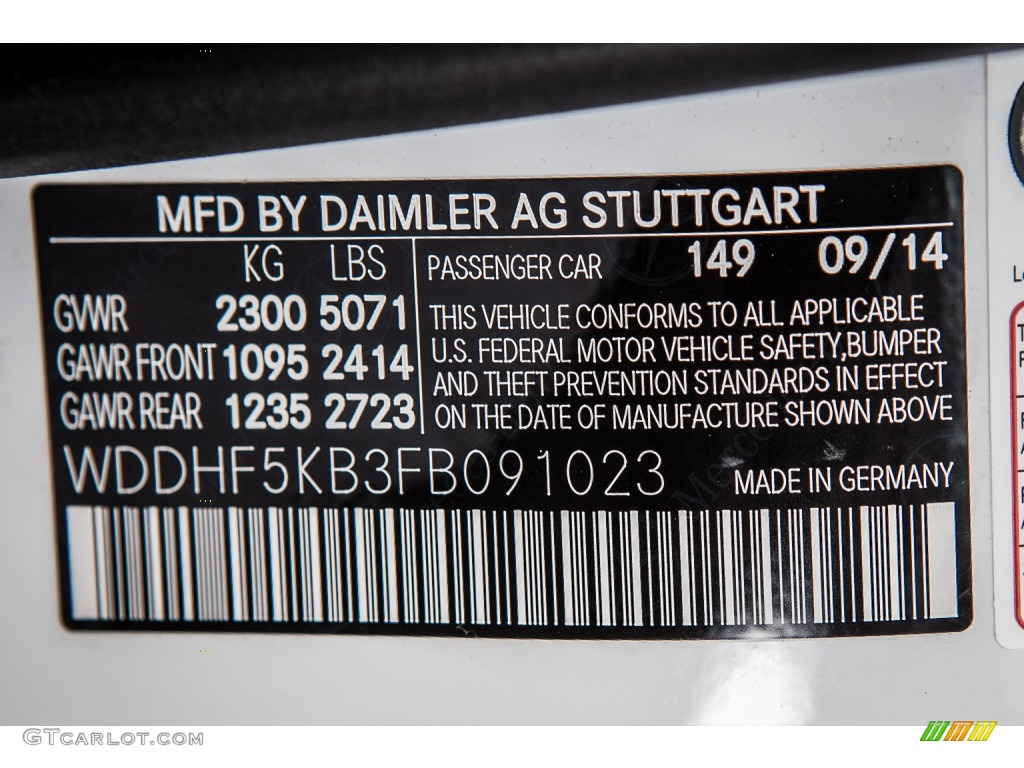 MFD BY DAIMLER AG STUTTGART
KG LBS
GVWR 2300 5071
GAWR FRONT 1095 2414
GAWR REAR 1235 2723
PASSENGER CAR 149 09/14
THIS VEHICLE CONFORMS TO ALL APPLICABLE
U.S. FEDERAL MOTOR VEHICLE SAFETY,BUMPER
AND THEFT PREVENTION STANDARDS IN EFFECT
ON THE DATE OF MANUFACTURE SHOWN ABOVE
WDDHF5KB3FB091023 MADE IN GERMANY
GTCARLOT.COM